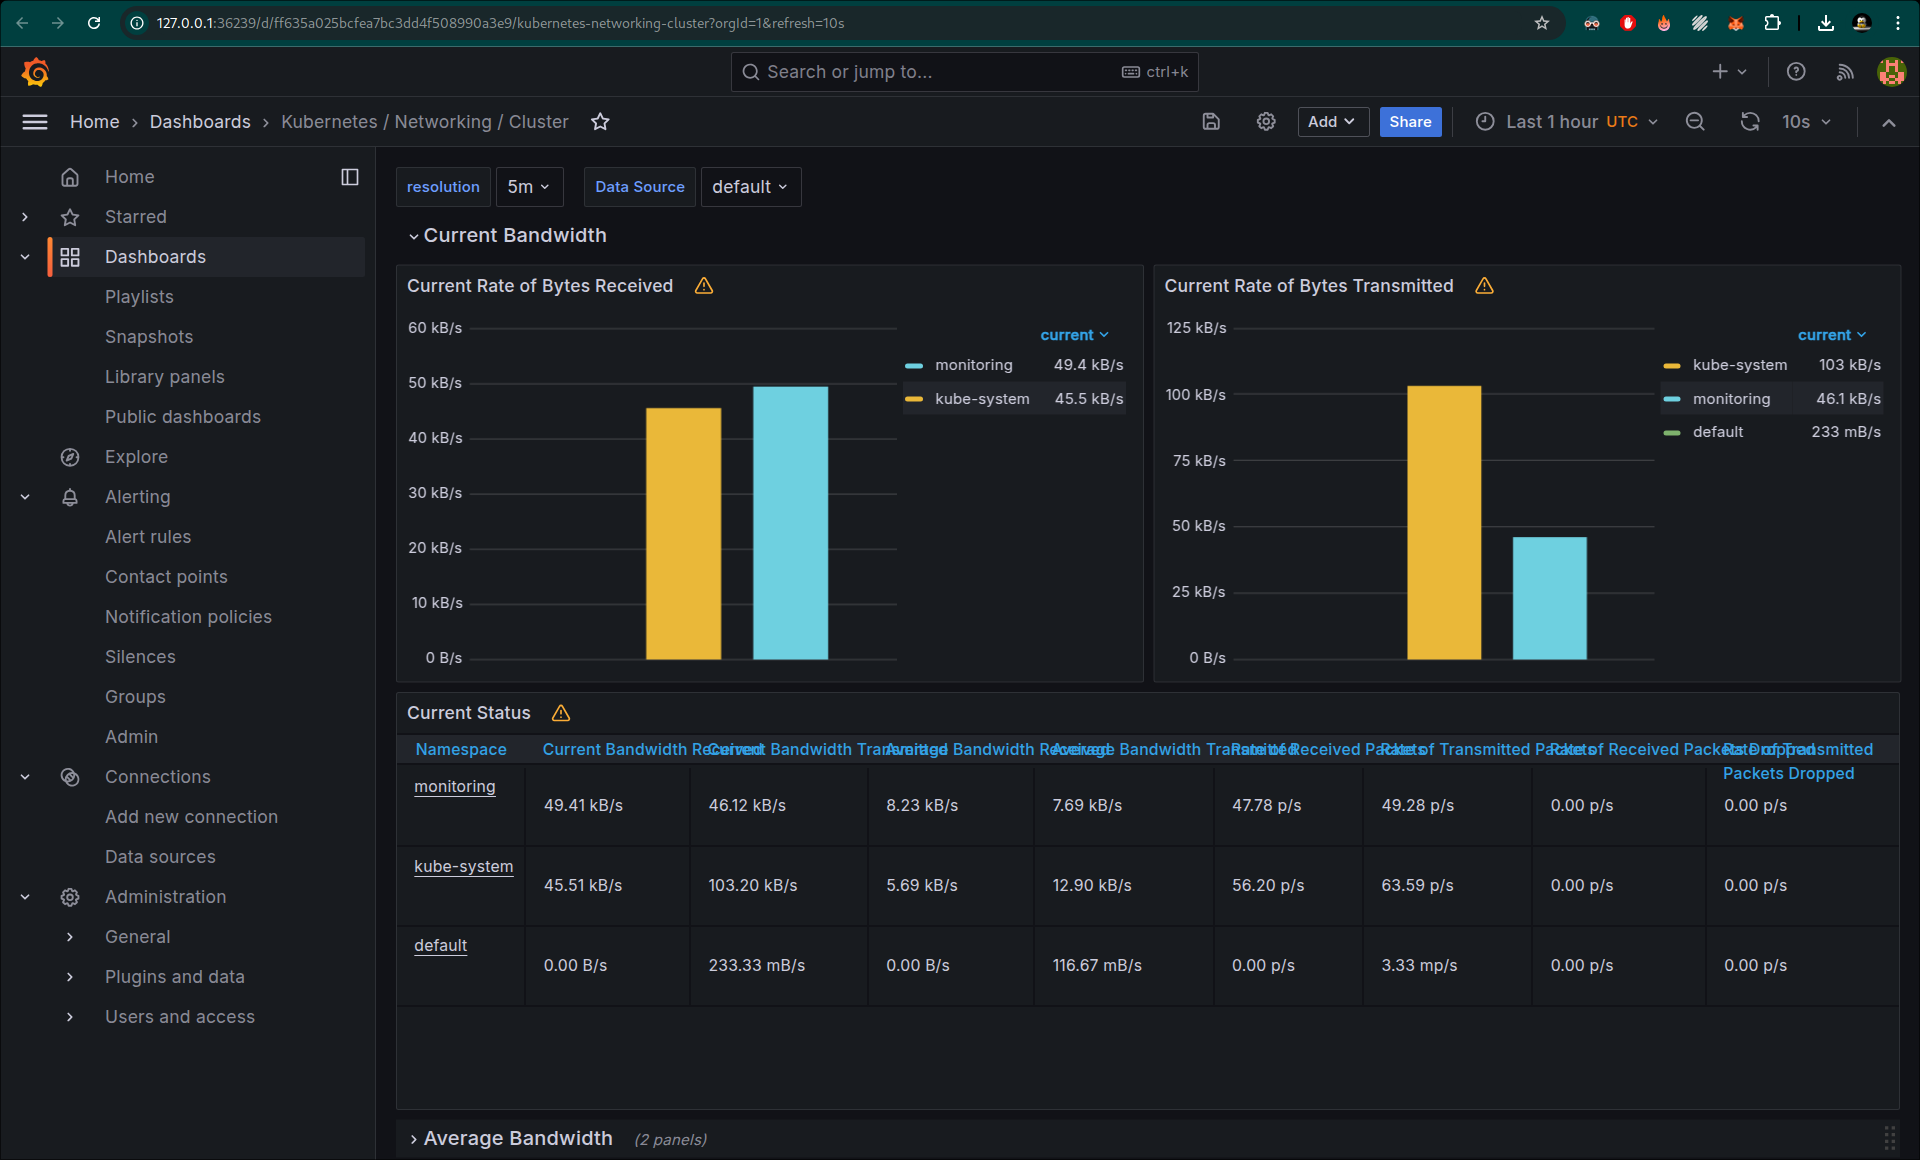 127.0.0.1:36239/d/ff635a025bcfea7bc3dd4f508990a3e9/kubernetes-networking-cluster?orgId=1&refresh=10s
Search or jump to... ctrl+k
Home › Dashboards › Kubernetes / Networking / Cluster Add Share Last 1 hour UTC 10s
Home
Starred
Dashboards
Playlists
Snapshots
Library panels
Public dashboards
Explore
Alerting
Alert rules
Contact points
Notification policies
Silences
Groups
Admin
Connections
Add new connection
Data sources
Administration
General
Plugins and data
Users and access
resolution 5m Data Source default
Current Bandwidth
Current Rate of Bytes Received
60 kB/s
50 kB/s
40 kB/s
30 kB/s
20 kB/s
10 kB/s
0 B/s
current
monitoring 49.4 kB/s
kube-system 45.5 kB/s
Current Rate of Bytes Transmitted
125 kB/s
100 kB/s
75 kB/s
50 kB/s
25 kB/s
0 B/s
current
kube-system 103 kB/s
monitoring 46.1 kB/s
default 233 mB/s
Current Status
Namespace Current Bandwidth Received Current Bandwidth Transmitted Average Bandwidth Received Average Bandwidth Transmitted Rate of Received Packets Rate of Transmitted Packets Rate of Received Packets Dropped Rate of Transmitted
Packets Dropped
monitoring 49.41 kB/s 46.12 kB/s 8.23 kB/s 7.69 kB/s 47.78 p/s 49.28 p/s 0.00 p/s 0.00 p/s
kube-system 45.51 kB/s 103.20 kB/s 5.69 kB/s 12.90 kB/s 56.20 p/s 63.59 p/s 0.00 p/s 0.00 p/s
default 0.00 B/s 233.33 mB/s 0.00 B/s 116.67 mB/s 0.00 p/s 3.33 mp/s 0.00 p/s 0.00 p/s
Average Bandwidth (2 panels)